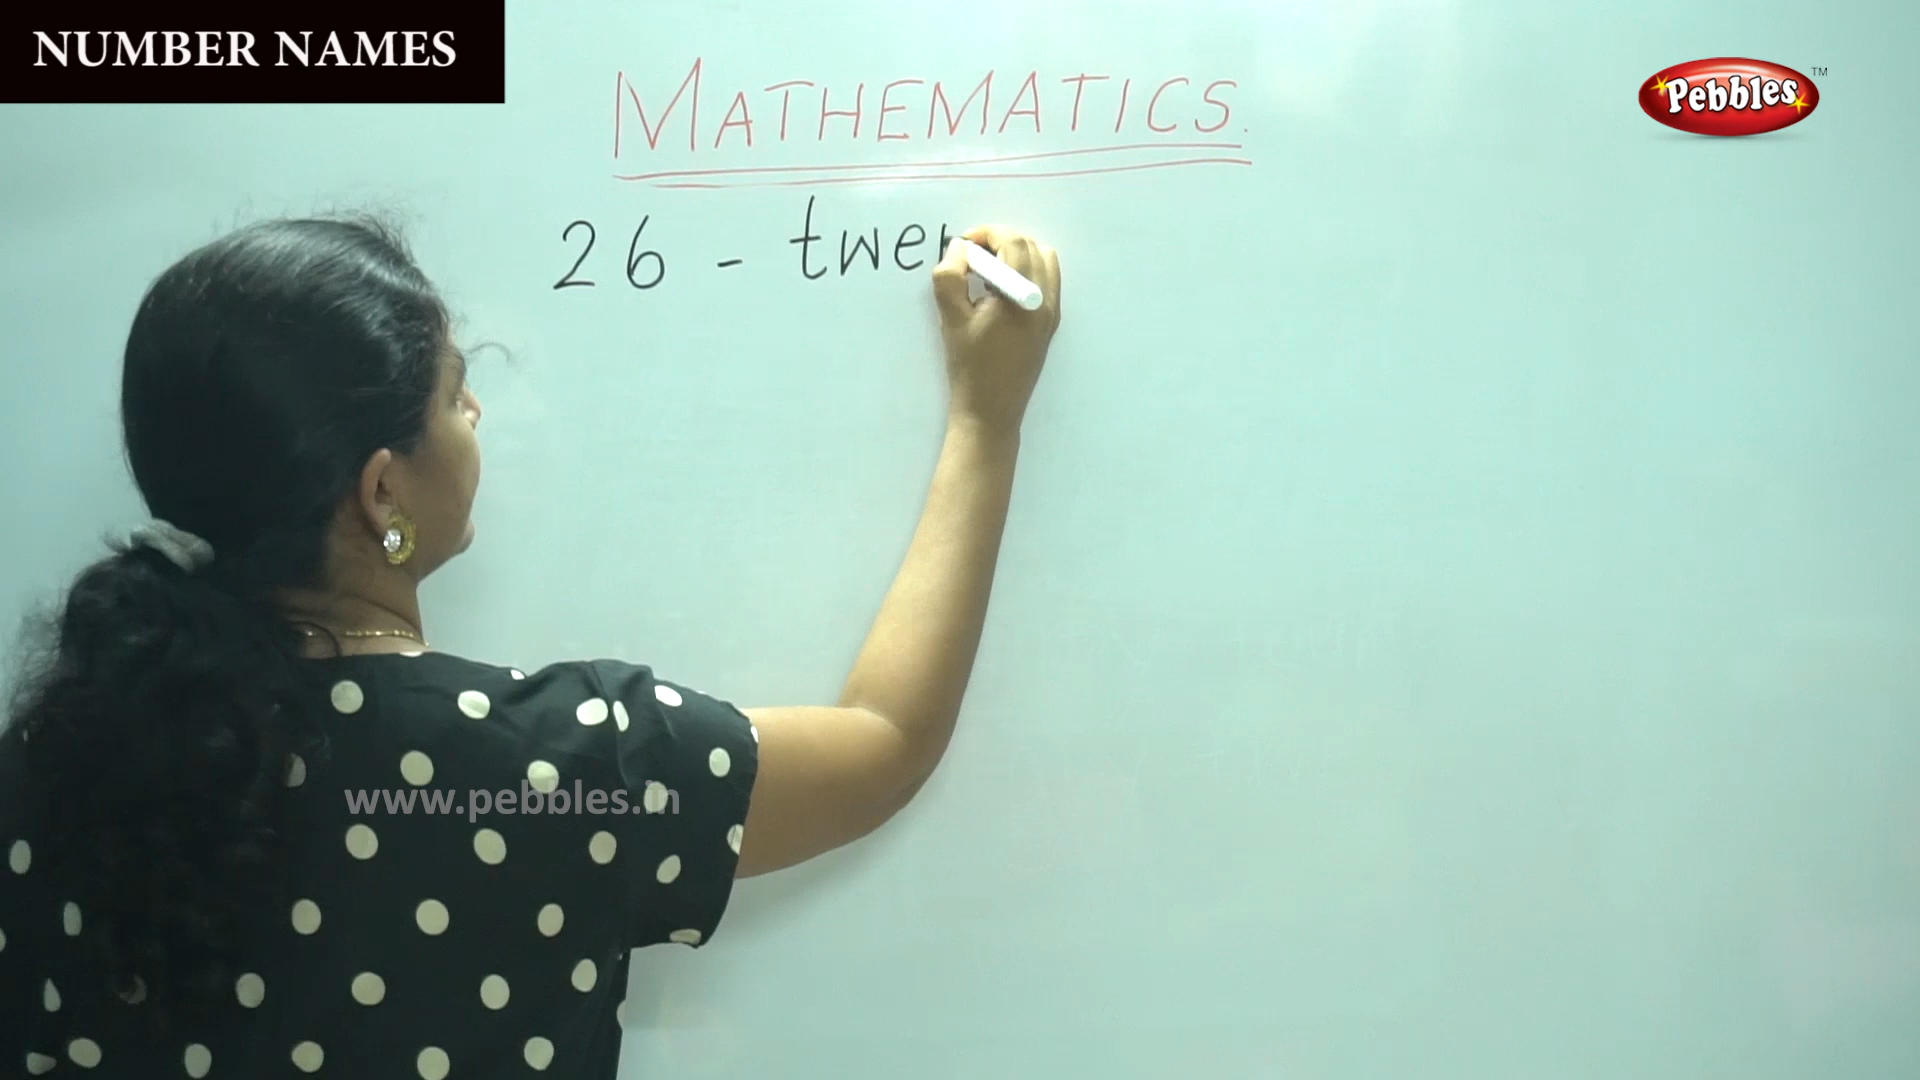 NUMBER NAMES
MATHEMATICS.
Pebbles TM
26 - twen
www.pebbles.in